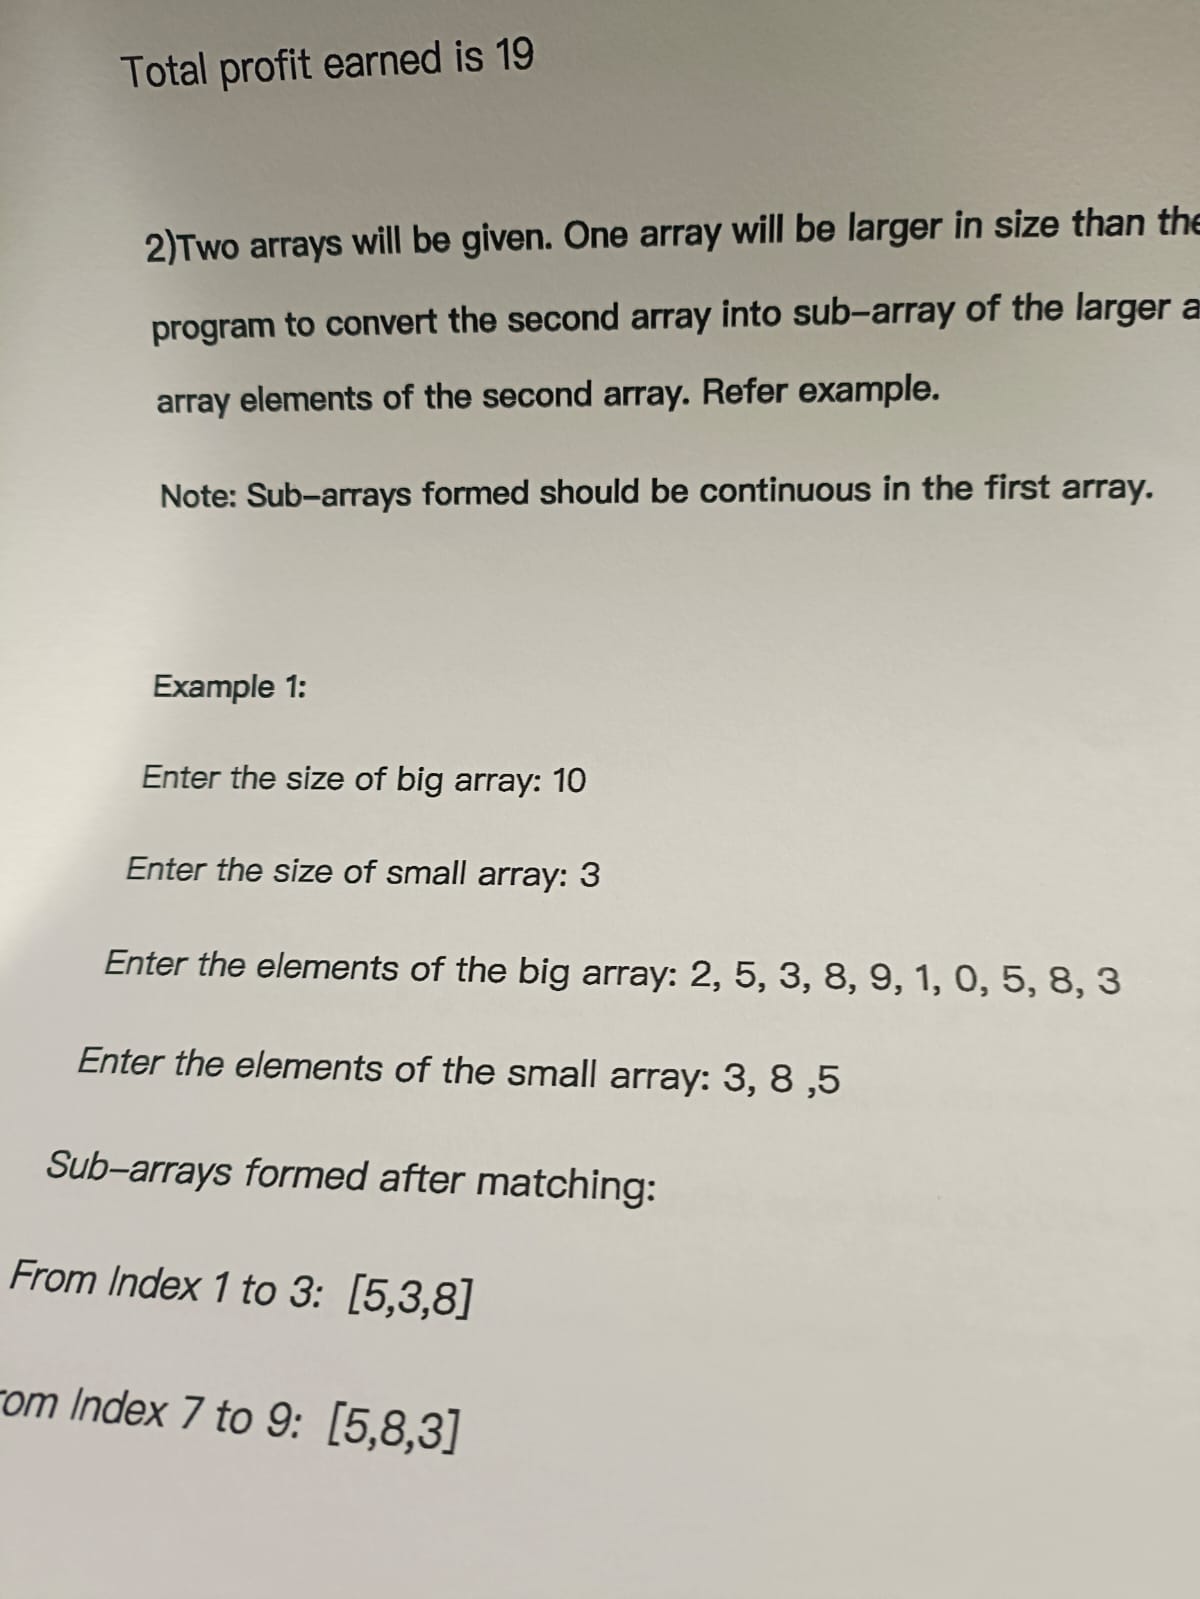 Total profit earned is 19
2)Two arrays will be given. One array will be larger in size than the
program to convert the second array into sub-array of the larger a
array elements of the second array. Refer example.
Note: Sub-arrays formed should be continuous in the first array.
Example 1:
Enter the size of big array: 10
Enter the size of small array: 3
Enter the elements of the big array: 2, 5, 3, 8, 9, 1, 0, 5, 8, 3
Enter the elements of the small array: 3, 8 ,5
Sub-arrays formed after matching:
From Index 1 to 3: [5,3,8]
rom Index 7 to 9: [5,8,3]